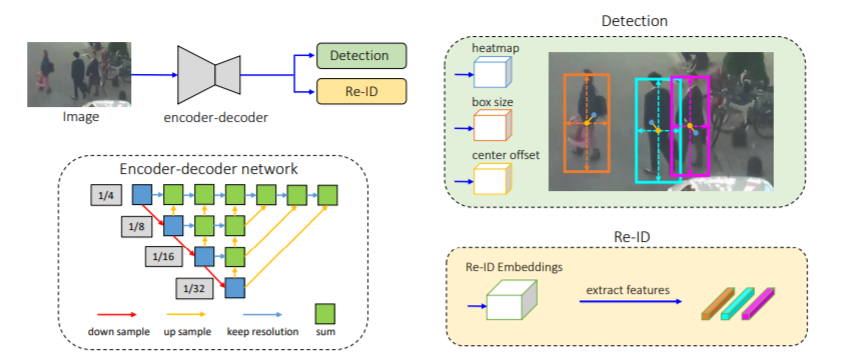 Detection
Re-ID
Image
encoder-decoder
Encoder-decoder network
1/4
1/8
1/16
1/32
down sample
up sample
keep resolution
sum
Detection
heatmap
box size
center offset
Re-ID
Re-ID Embeddings
extract features